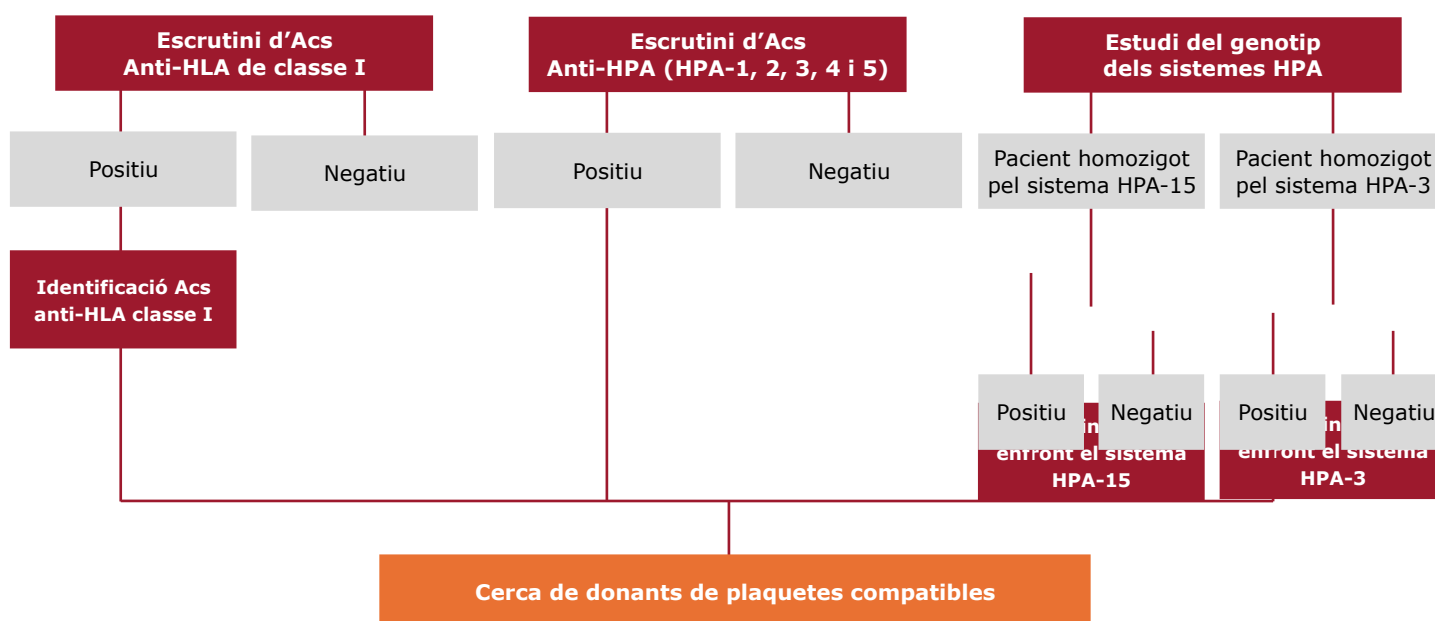 Escrutini d’Acs
Anti-HLA de classe I
Escrutini d’Acs
Anti-HPA (HPA-1, 2, 3, 4 i 5)
Estudi del genotip
dels sistemes HPA
Positiu
Negatiu
Positiu
Negatiu
Pacient homozigot
pel sistema HPA-15
Pacient homozigot
pel sistema HPA-3
Identificació Acs
anti-HLA classe I
Positiu
Negatiu
Positiu
Negatiu
enfront el sistema
HPA-15
enfront el sistema
HPA-3
Cerca de donants de plaquetes compatibles